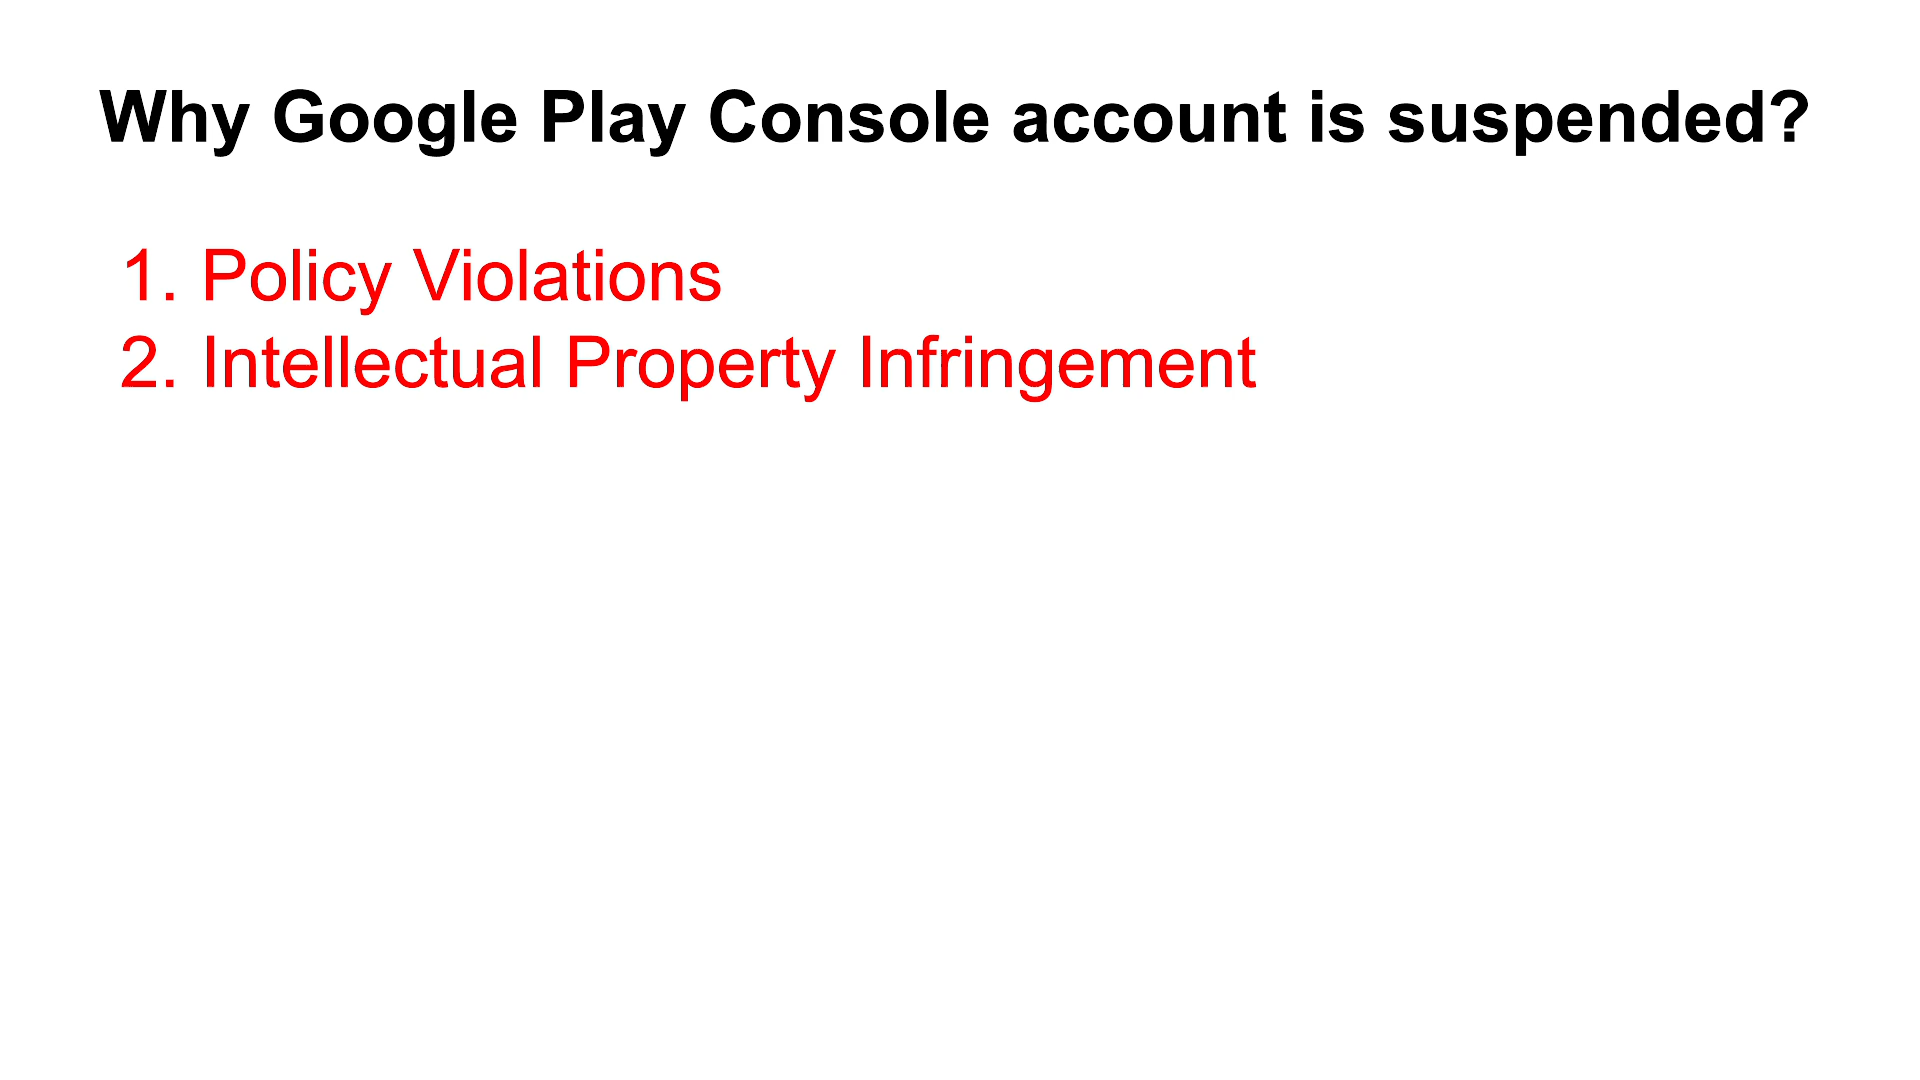 Why Google Play Console account is suspended?
1. Policy Violations
2. Intellectual Property Infringement